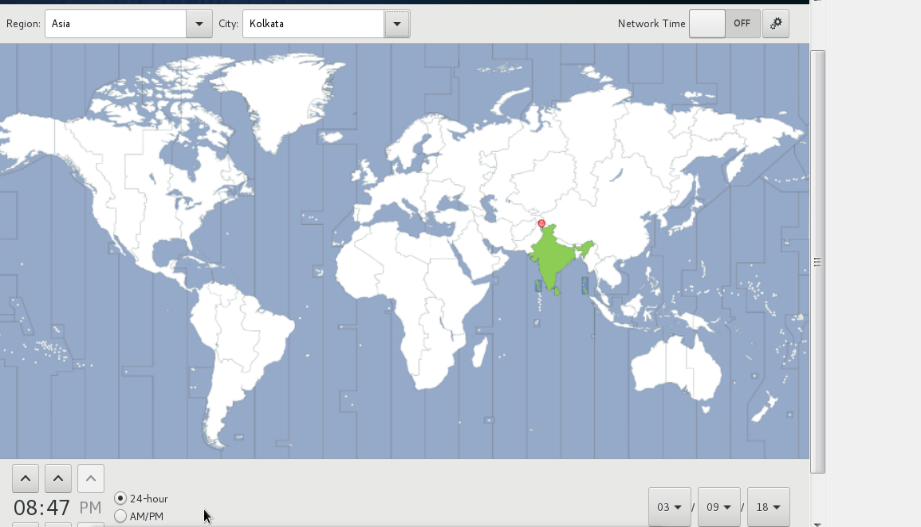 Region: Asia City: Kolkata Network Time OFF
08:47 PM 24-hour
AM/PM
03 / 09 / 18